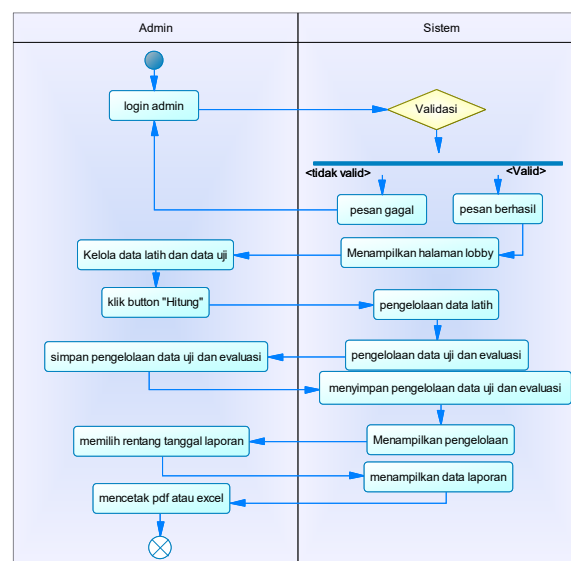 Admin
Sistem
login admin
Validasi
<tidak valid>
<Valid>
pesan gagal
pesan berhasil
Kelola data latih dan data uji
Menampilkan halaman lobby
klik button "Hitung"
pengelolaan data latih
simpan pengelolaan data uji dan evaluasi
pengelolaan data uji dan evaluasi
menyimpan pengelolaan data uji dan evaluasi
memilih rentang tanggal laporan
Menampilkan pengelolaan
menampilkan data laporan
mencetak pdf atau excel